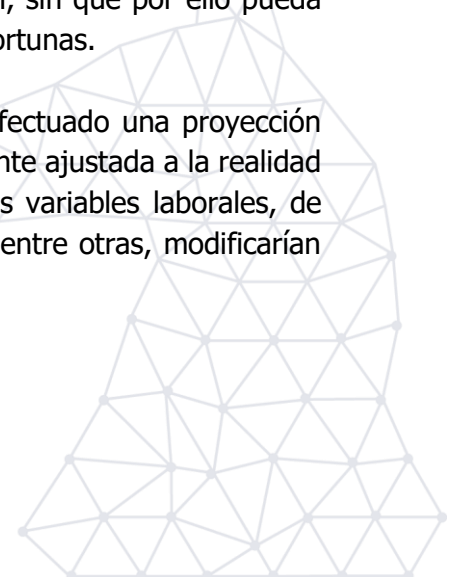 sin que por ello pueda
ortunas.
fectuado una proyección
nte ajustada a la realidad
s variables laborales, de
entre otras, modificarían